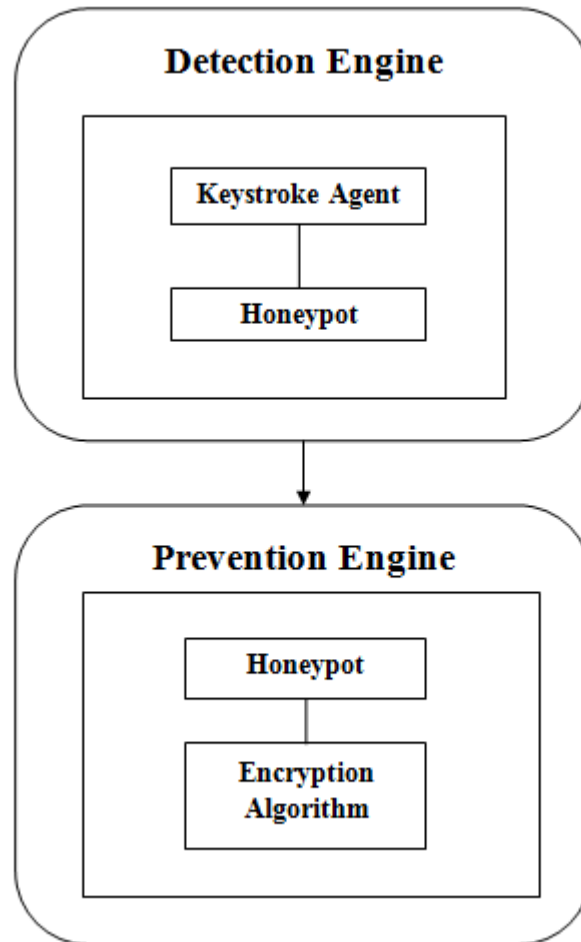 Detection Engine
Keystroke Agent
Honeypot
Prevention Engine
Honeypot
Encryption
Algorithm